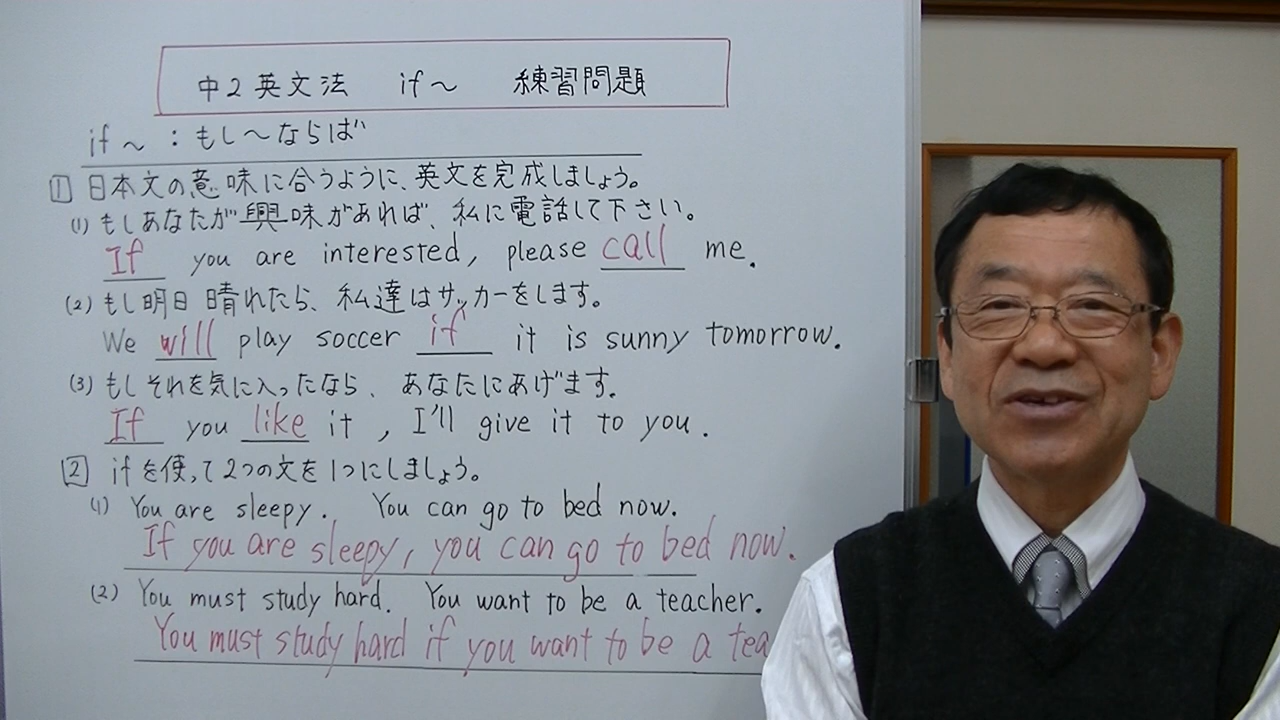 中2英文法 if～ 練習問題
if ～ : もし～ならば
1 日本文の意味に合うように、英文を完成しましょう。
(1) もしあなたが興味があれば、私に電話して下さい。
If you are interested, please call me.
(2) もし明日晴れたら、私達はサッカーをします。
We will play soccer if it is sunny tomorrow.
(3) もしそれを気に入ったなら、あなたにあげます。
If you like it , I'll give it to you .
2 ifを使って2つの文を1つにしましょう。
(1) You are sleepy. You can go to bed now.
If you are sleepy, you can go to bed now.
(2) You must study hard. You want to be a teacher.
You must study hard if you want to be a tea